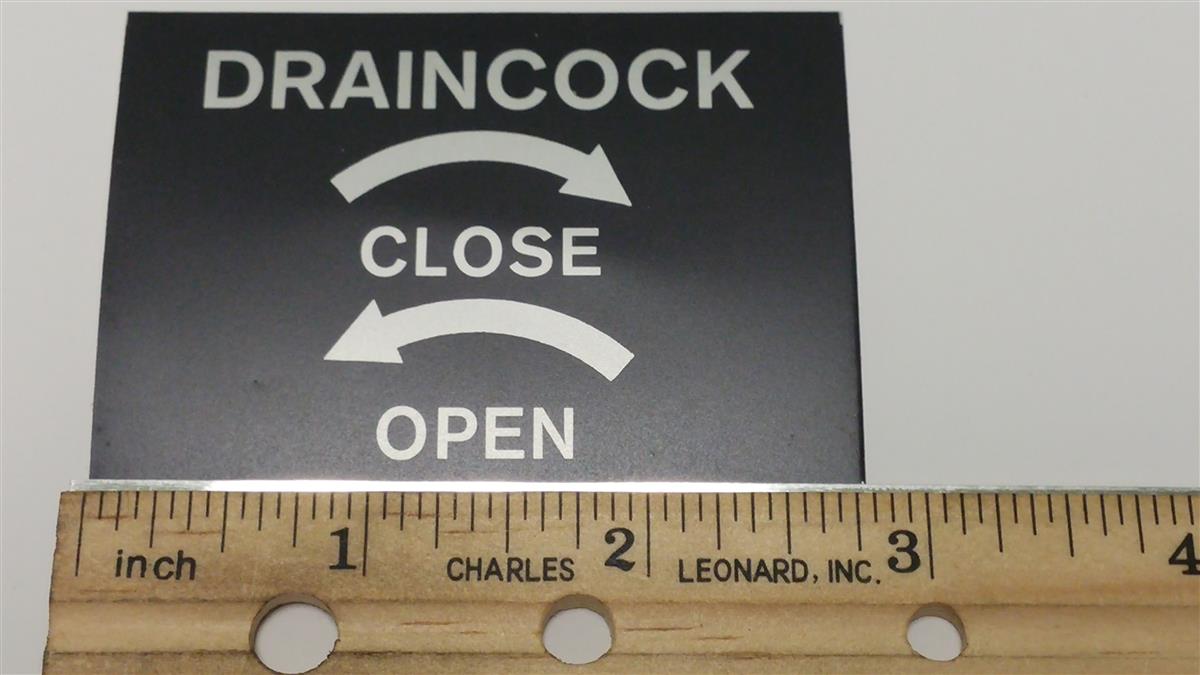 DRAINCOCK
CLOSE
OPEN
1 2 3 4
inch CHARLES LEONARD, INC.